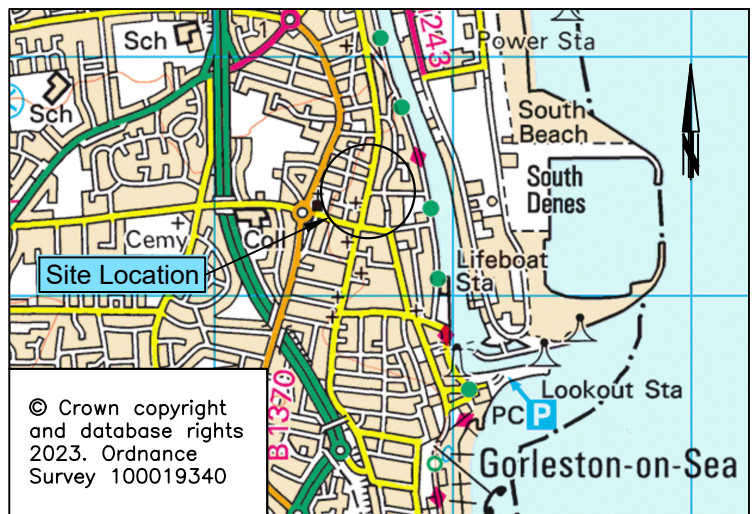 Sch
Power Sta
A1243
Sch
South
Beach
South
Denes
N
Cemy
Col
Site Location
Lifeboat
Sta
© Crown copyright
and database rights
2023. Ordnance
Survey 100019340
B1370
Lookout Sta
PC P
Gorleston-on-Sea